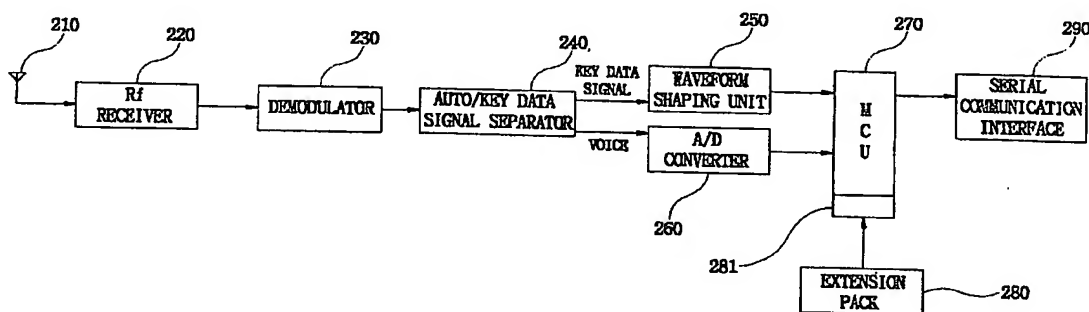 210
220
230
240
250
270
290
Rf
RECEIVER
DEMODULATOR
AUTO/KEY DATA
SIGNAL SEPARATOR
KEY DATA
SIGNAL
VOICE
WAVEFORM
SHAPING UNIT
A/D
CONVERTER
260
M
C
U
281
SERIAL
COMMUNICATION
INTERFACE
EXTENSION
PACK
280